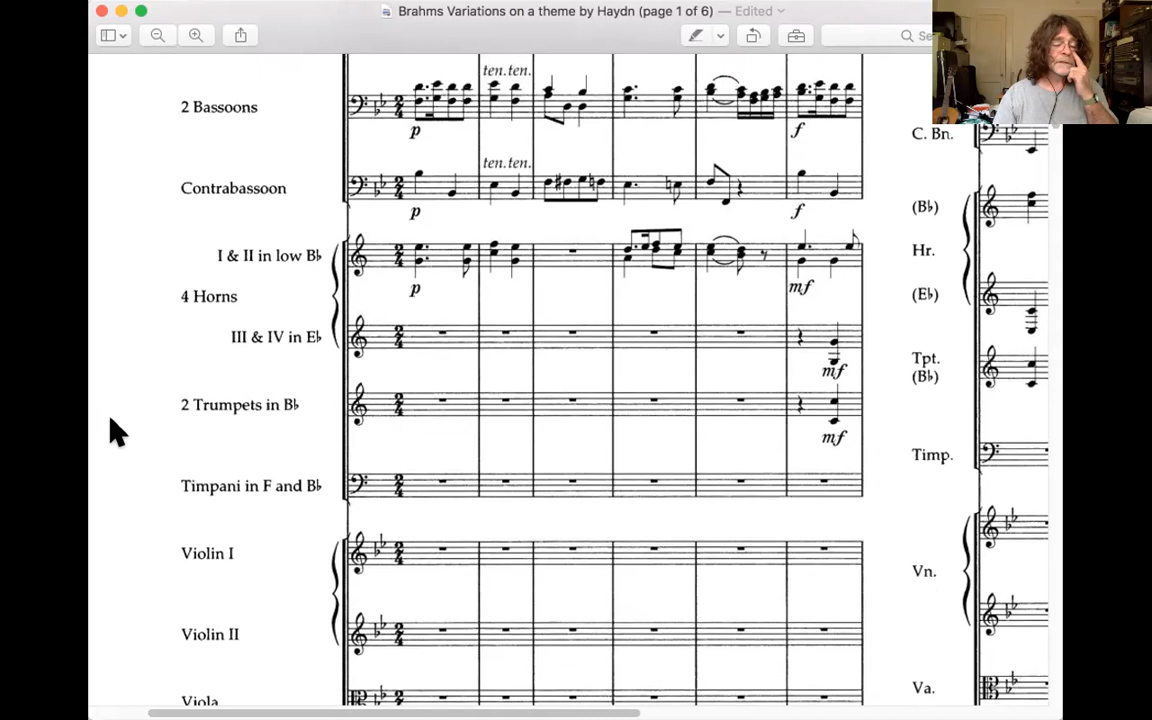 Brahms Variations on a theme by Haydn (page 1 of 6) — Edited
Se
ten. ten.
2 Bassoons
p
f
C. Bn.
ten. ten.
Contrabassoon
p
f
(B♭)
I & II in low B♭
Hr.
p
mf
4 Horns
(E♭)
III & IV in E♭
mf
Tpt.
(B♭)
2 Trumpets in B♭
mf
Timp.
Timpani in F and B♭
Violin I
Vn.
Violin II
Va.
Viola